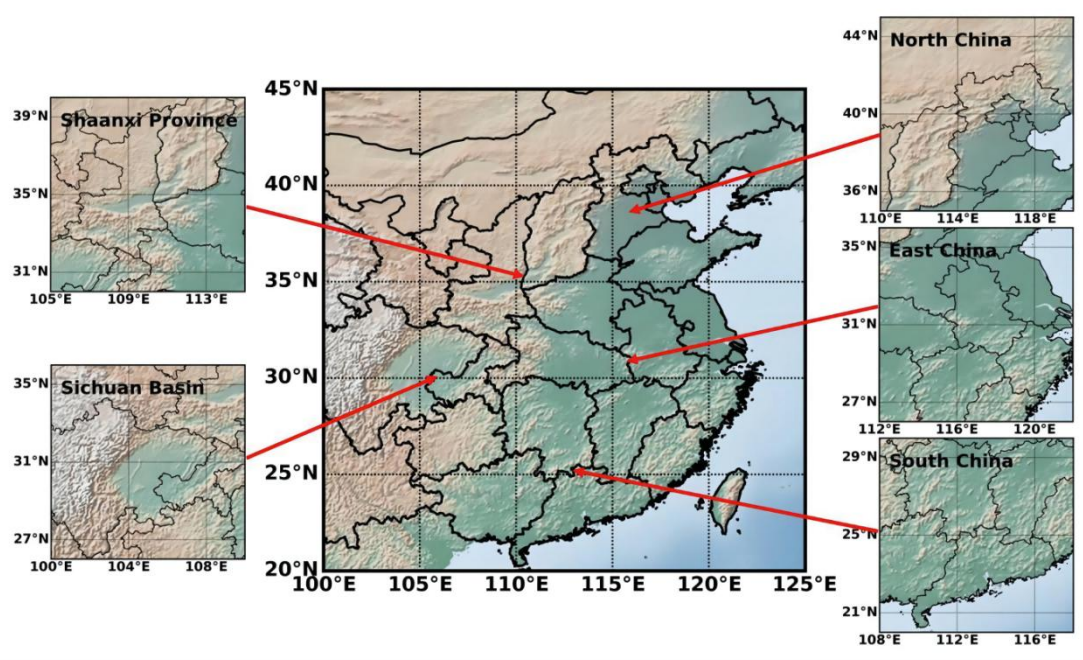 Shaanxi Province
39°N
35°N
31°N
105°E 109°E 113°E
Sichuan Basin
35°N
31°N
27°N
100°E 104°E 108°E
45°N
40°N
35°N
30°N
25°N
20°N
100°E 105°E 110°E 115°E 120°E 125°E
North China
44°N
40°N
36°N
110°E 114°E 118°E
East China
35°N
31°N
27°N
112°E 116°E 120°E
South China
29°N
25°N
21°N
108°E 112°E 116°E